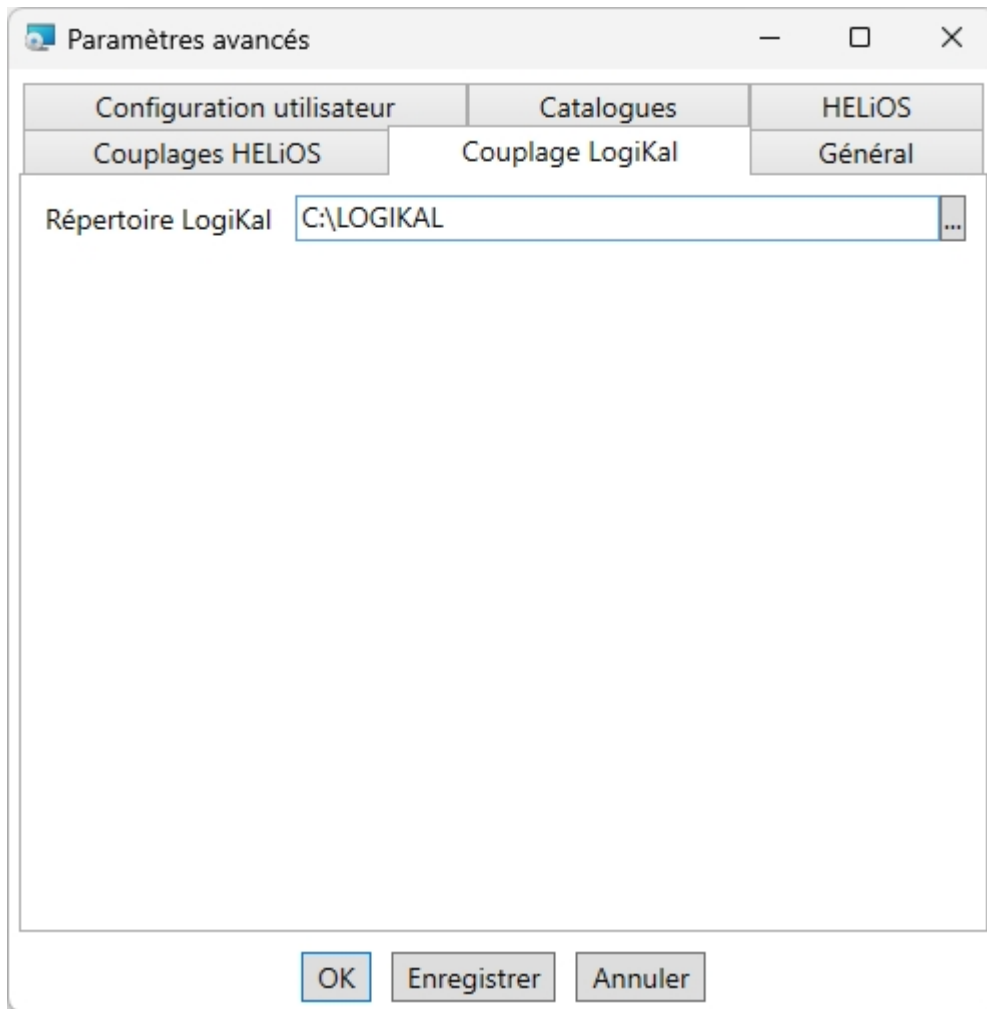 Paramètres avancés
Configuration utilisateur Catalogues HELiOS
Couplages HELiOS Couplage LogiKal Général
Répertoire LogiKal C:\LOGIKAL ...
OK Enregistrer Annuler